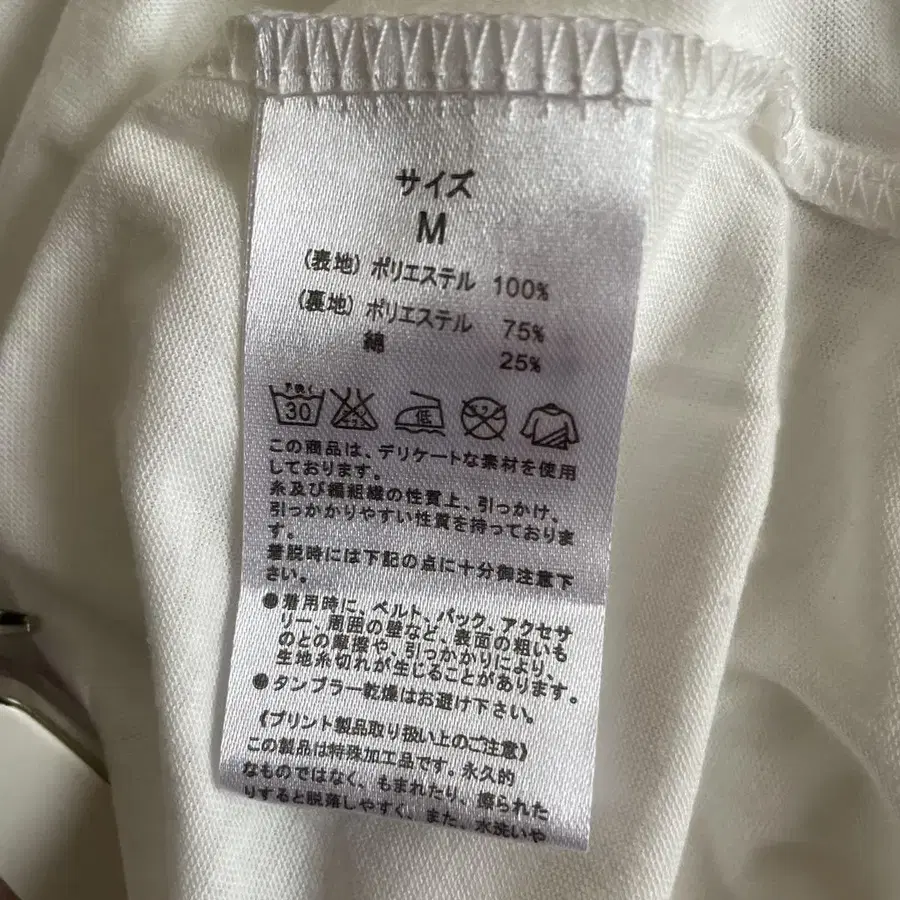 サイズ
M
(表地) ポリエステル 100%
(裏地) ポリエステル 75%
綿 25%
30 低
この商品は、デリケートな素材を使用
しております。
糸及び編組織の性質上、引っかけ、
引っかかりやすい性質を持っておりま
す。
着脱時には下記の点に十分御注意下
さい。
●着用時に、ベルト、バック、アクセサ
リー、周囲の壁など、表面の粗いも
のとの摩擦や、引っかかりにより、
生地糸切れが生じることがあります。
●タンブラー乾燥はお避け下さい。
《プリント製品取り扱い上のご注意》
この製品は特殊加工品です。永久的
なものではなく、もまれたり、擦られた
りすると脱落しやすく、また、水洗いや